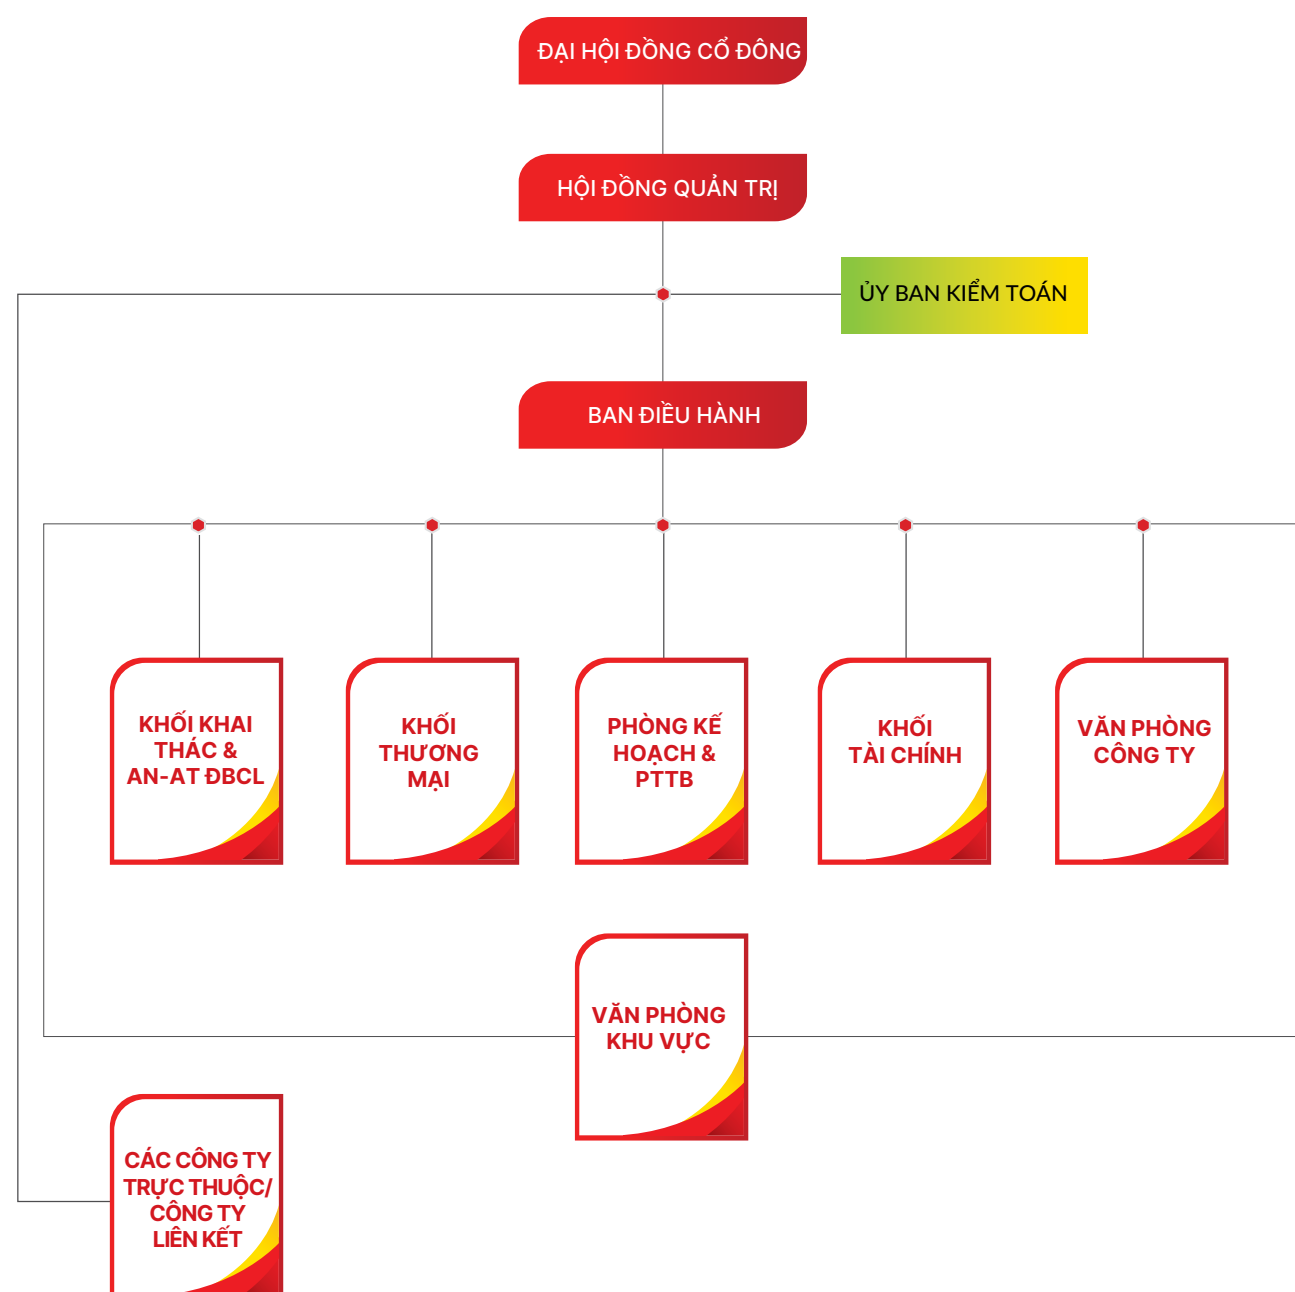 ĐẠI HỘI ĐỒNG CỔ ĐÔNG
HỘI ĐỒNG QUẢN TRỊ
ỦY BAN KIỂM TOÁN
BAN ĐIỀU HÀNH
KHỐI KHAI
THÁC &
AN-AT ĐBCL
KHỐI
THƯƠNG
MẠI
PHÒNG KẾ
HOẠCH &
PTTB
KHỐI
TÀI CHÍNH
VĂN PHÒNG
CÔNG TY
VĂN PHÒNG
KHU VỰC
CÁC CÔNG TY
TRỰC THUỘC/
CÔNG TY
LIÊN KẾT